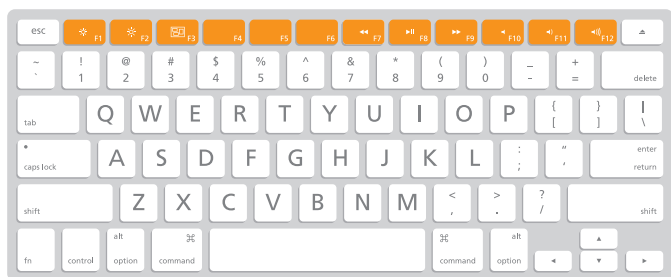 esc F1 F2 F3 F4 F5 F6 F7 F8 F9 F10 F11 F12
~ ! @ # $ % ^ & * ( ) _ +
` 1 2 3 4 5 6 7 8 9 0 - = delete
tab Q W E R T Y U I O P { [ } ] | \
caps lock A S D F G H J K L : ; “ ‘ enter return
shift Z X C V B N M < , > . ? / shift
fn control alt option ⌘ command ⌘ command alt option